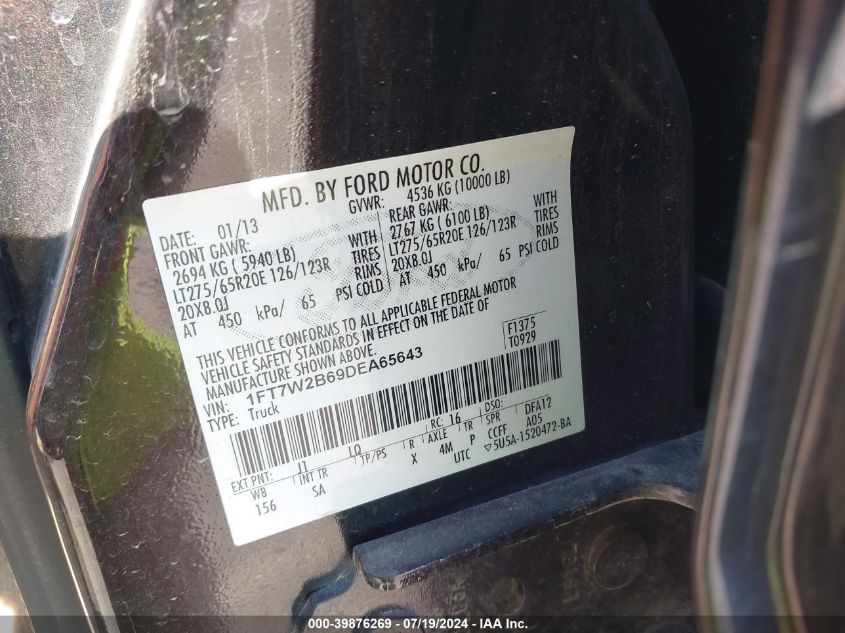 MFD. BY FORD MOTOR CO.
DATE: 01/13
GVWR: 4536 KG (10000 LB)
FRONT GAWR:
2694 KG ( 5940 LB) WITH
LT275/65R20E 126/123R TIRES
20X8.0J RIMS
AT 450 kPa/ 65 PSI COLD
REAR GAWR:
2767 KG ( 6100 LB) WITH
LT275/65R20E 126/123R TIRES
20X8.0J RIMS
AT 450 kPa/ 65 PSI COLD
THIS VEHICLE CONFORMS TO ALL APPLICABLE FEDERAL MOTOR
VEHICLE SAFETY STANDARDS IN EFFECT ON THE DATE OF
MANUFACTURE SHOWN ABOVE.
VIN: 1FT7W2B69DEA65643
TYPE: Truck
F1375
T0929
EXT PNT: RC: 16 DSO:
WB INT TR TP/PS R AXLE TR SPR DFA12
156 SA X 4M P CCFF A05
UTC ▽5U5A-1520472-BA
000-39876269 - 07/19/2024 - IAA Inc.